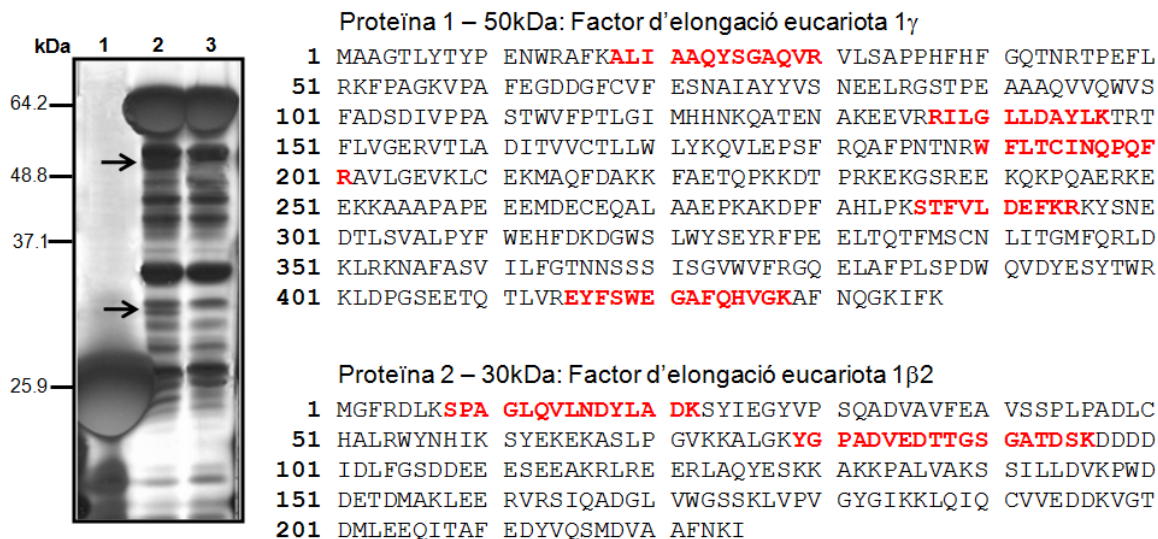 kDa 1 2 3
64.2
48.8
37.1
25.9
Proteïna 1 – 50kDa: Factor d’elongació eucariota 1γ
1 MAAGTLYTYP ENWRAFKALI AAQYSGAQVR VLSAPPHFHF GQTNRTPEFL
51 RKFPAGKVPA FEGDDGFCVF ESNAIAYYVS NEELRGSTPE AAAQVVQWVS
101 FADSDIVPPA STWVFPTLGI MHHNKQATEN AKEEVRRILG LLDAYLKTRT
151 FLVGERVTLA DITVVCTLLW LYKQVLEPSF RQAFPNTNRW FLTCINQPQF
201 RAVLGEVKLC EKMAQFDAKK FAETQPKKDT PRKEKGSREE KQKPQAERKE
251 EKKAAAPAPE EEMDECEQAL AAEPKAKDPF AHLPKSTFVL DEFKRKYSNE
301 DTLSVALPYF WEHFDKDGWS LWYSEYRFPE ELTQTFMSCN LITGMFQRLD
351 KLRKNAFASV ILFGTNNSSS ISGVWVFRGQ ELAFPLSPDW QVDYESYTWR
401 KLDPGSEETQ TLVREYFSWE GAFQHVGKAF NQGKIFK
Proteïna 2 – 30kDa: Factor d’elongació eucariota 1β2
1 MGFRDLKSPA GLQVLNDYLA DKSYIEGYVP SQADVAVFEA VSSPLPADLC
51 HALRWYNHIK SYEKEKASLP GVKKALGKYG PADVEDTTGS GATDSKDDDD
101 IDLFGSDDEE ESEEAKRLRE ERLAQYESKK AKKPALVAKS SILLDVKPWD
151 DETDMAKLEE RVRSIQADGL VWGSSKLVPV GYGIKKLQIQ CVVEDDKVGT
201 DMLEEQITAF EDYVQSMDVA AFNKI